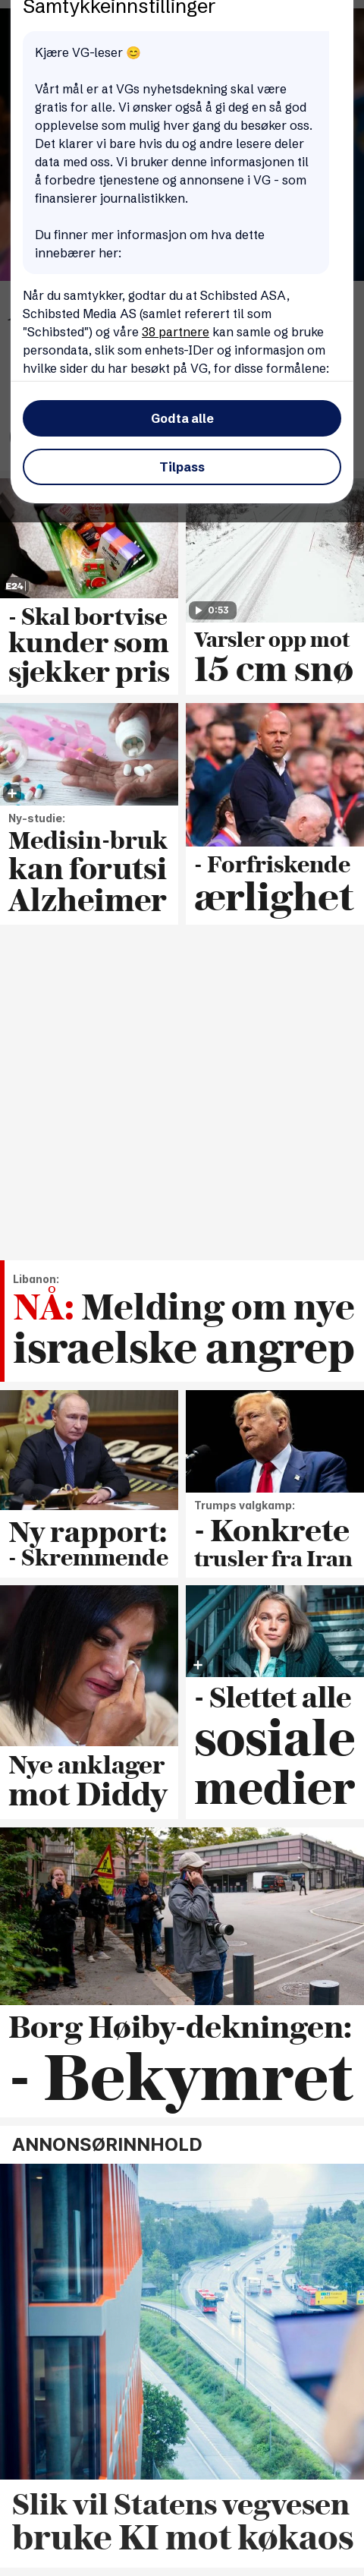 Samtykkeinnstillinger
Kjære VG-leser 😊
Vårt mål er at VGs nyhetsdekning skal være
gratis for alle. Vi ønsker også å gi deg en så god
opplevelse som mulig hver gang du besøker oss.
Det klarer vi bare hvis du og andre lesere deler
data med oss. Vi bruker denne informasjonen til
å forbedre tjenestene og annonsene i VG - som
finansierer journalistikken.
Du finner mer informasjon om hva dette
innebærer her:
Når du samtykker, godtar du at Schibsted ASA,
Schibsted Media AS (samlet referert til som
"Schibsted") og våre 38 partnere kan samle og bruke
persondata, slik som enhets-IDer og informasjon om
hvilke sider du har besøkt på VG, for disse formålene:
Godta alle
Tilpass
E24
- Skal bortvise
kunder som
sjekker pris
0:53
Varsler opp mot
15 cm snø
Ny-studie:
Medisin-bruk
kan forutsi
Alzheimer
- Forfriskende
ærlighet
Libanon:
NÅ: Melding om nye
israelske angrep
Ny rapport:
- Skremmende
Trumps valgkamp:
- Konkrete
trusler fra Iran
Nye anklager
mot Diddy
- Slettet alle
sosiale
medier
Borg Høiby-dekningen:
- Bekymret
ANNONSØRINNHOLD
Slik vil Statens vegvesen
bruke KI mot køkaos